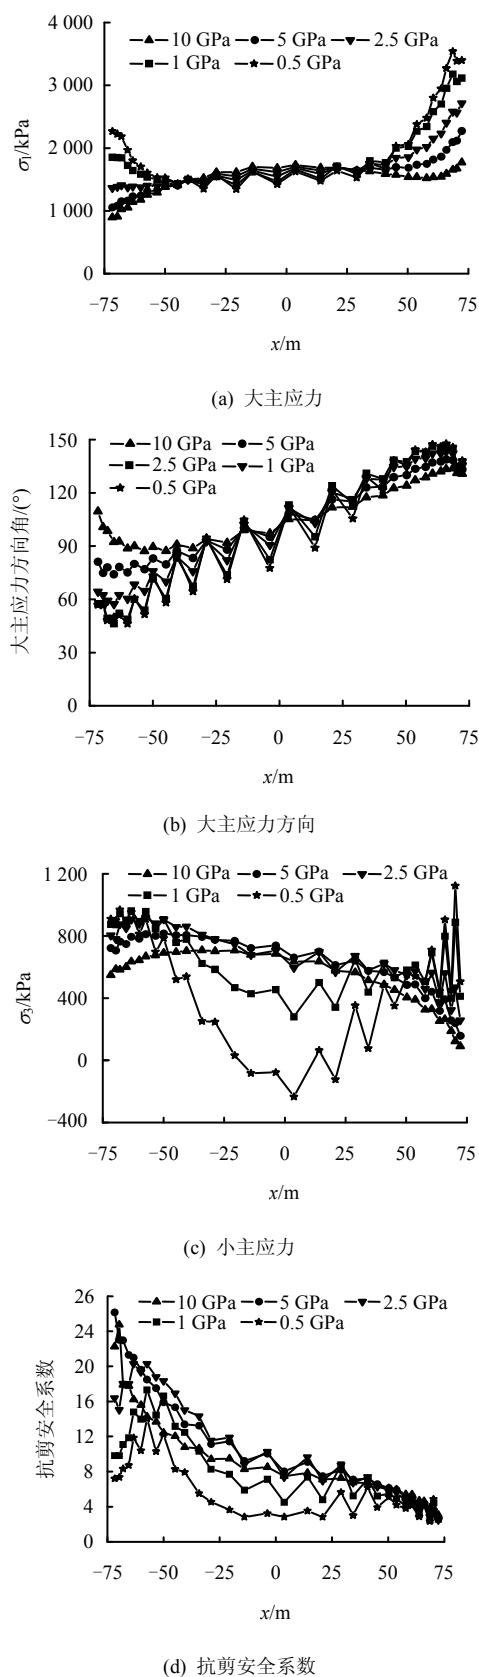 4 000
10 GPa 5 GPa 2.5 GPa
1 GPa 0.5 GPa
3 000
σ1/kPa
2 000
1 000
0
−75 −50 −25 0 25 50 75
x/m
(a) 大主应力
150
10 GPa 5 GPa
2.5 GPa 1 GPa
0.5 GPa
120
大主应力方向角/(°)
90
60
30
0
−75 −50 −25 0 25 50 75
x/m
(b) 大主应力方向
1 200
10 GPa 5 GPa 2.5 GPa
1 GPa 0.5 GPa
800
σ3/kPa
400
0
−400
−75 −50 −25 0 25 50 75
x/m
(c) 小主应力
26
10 GPa 5 GPa 2.5 GPa
1 GPa 0.5 GPa
24
20
抗剪安全系数
16
12
8
4
0
−75 −50 −25 0 25 50 75
x/m
(d) 抗剪安全系数